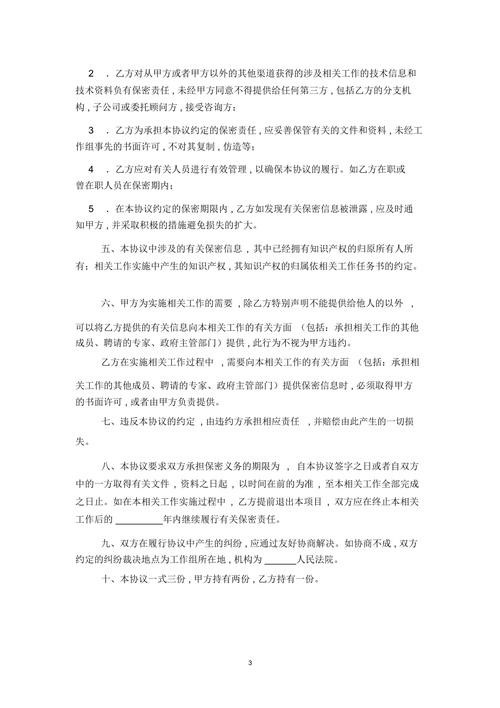 2 . 乙方对从甲方或者甲方以外的其他渠道获得的涉及相关工作的技术信息和
技术资料负有保密责任,未经甲方同意不得提供给任何第三方,包括乙方的分支机
构,子公司或委托顾问方,接受咨询方;
3 . 乙方为承担本协议约定的保密责任,应妥善保管有关的文件和资料,未经工
作组事先的书面许可,不对其复制,仿造等;
4 . 乙方应对有关人员进行有效管理,以确保本协议的履行。如乙方在职或
曾在职人员在保密期内;
5 . 在本协议约定的保密期限内,乙方如发现有关保密信息被泄露,应及时通
知甲方,并采取积极的措施避免损失的扩大。
五、本协议中涉及的有关保密信息,其中已经拥有知识产权的归原所有人所
有;相关工作实施中产生的知识产权,其知识产权的归属依相关工作任务书的约定。
六、甲方为实施相关工作的需要,除乙方特别声明不能提供给他人的以外,
可以将乙方提供的有关信息向本相关工作的有关方面(包括:承担相关工作的其他
成员、聘请的专家、政府主管部门)提供,此行为不视为甲方违约。
乙方在实施相关工作过程中,需要向本相关工作的有关方面(包括:承担相
关工作的其他成员、聘请的专家、政府主管部门)提供保密信息时,必须取得甲方
的书面许可,或者由甲方负责提供。
七、违反本协议的约定,由违约方承担相应责任,并赔偿由此产生的一切损
失。
八、本协议要求双方承担保密义务的期限为,自本协议签字之日或者自双方
中的一方取得有关文件,资料之日起,以时间在前的为准,至本相关工作全部完成
之日止。如在本相关工作实施过程中,乙方提前退出本项目,双方应在终止本相关
工作后的_________年内继续履行有关保密责任。
九、双方在履行协议中产生的纠纷,应通过友好协商解决。如协商不成,双方
约定的纠纷裁决地点为工作组所在地,机构为______人民法院。
十、本协议一式三份,甲方持有两份,乙方持有一份。
3